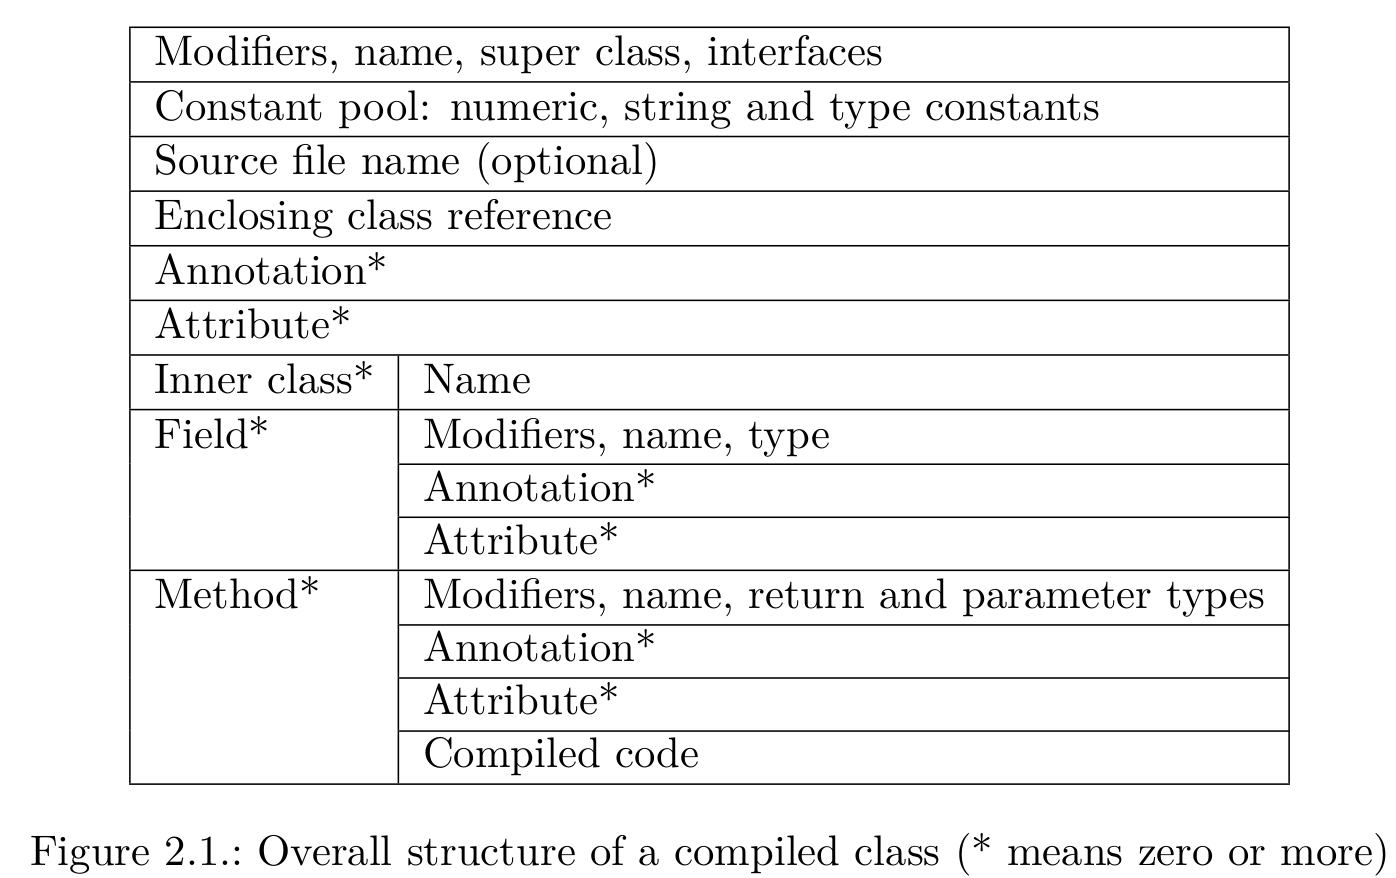 Modifiers, name, super class, interfaces
Constant pool: numeric, string and type constants
Source file name (optional)
Enclosing class reference
Annotation*
Attribute*
Inner class* Name
Field* Modifiers, name, type
Annotation*
Attribute*
Method* Modifiers, name, return and parameter types
Annotation*
Attribute*
Compiled code
Figure 2.1.: Overall structure of a compiled class (* means zero or more)